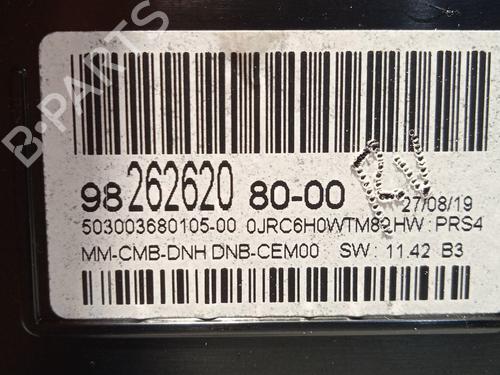 B-PARTS
98 262620 80-00
27/08/19
503003680105-00 0JRC6H0WTM82HW : PRS4
MM-CMB-DNH DNB-CEM00 SW : 11.42 B3